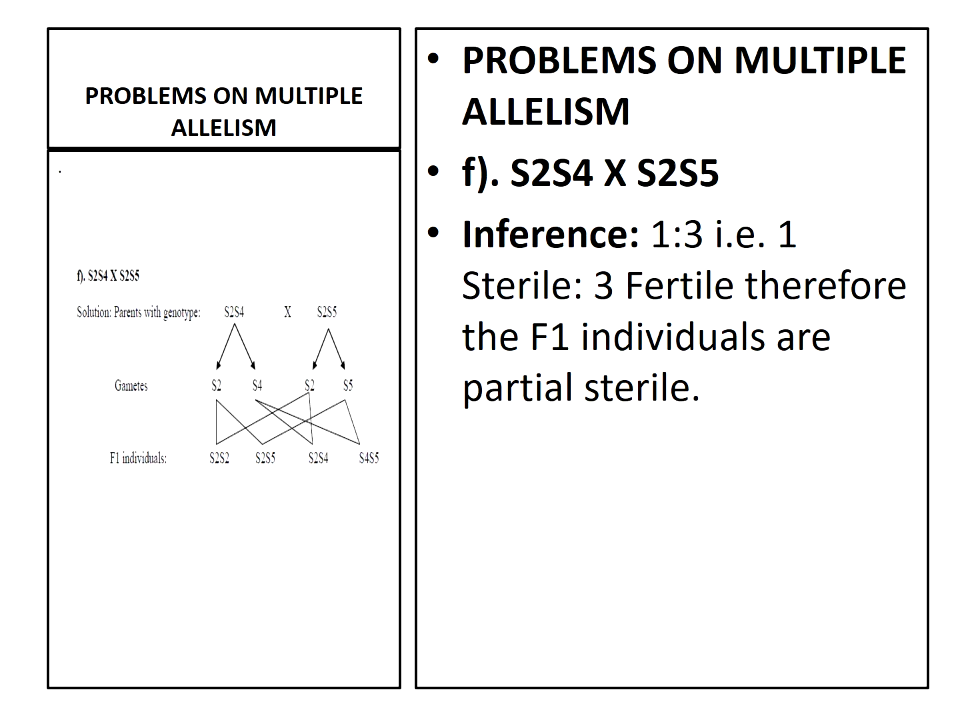 PROBLEMS ON MULTIPLE
ALLELISM
.
f). S2S4 X S2S5
Solution: Parents with genotype: S2S4 X S2S5
Gametes S2 S4 S2 S5
F1 individuals: S2S2 S2S5 S2S4 S4S5
• PROBLEMS ON MULTIPLE
ALLELISM
• f). S2S4 X S2S5
• Inference: 1:3 i.e. 1
Sterile: 3 Fertile therefore
the F1 individuals are
partial sterile.